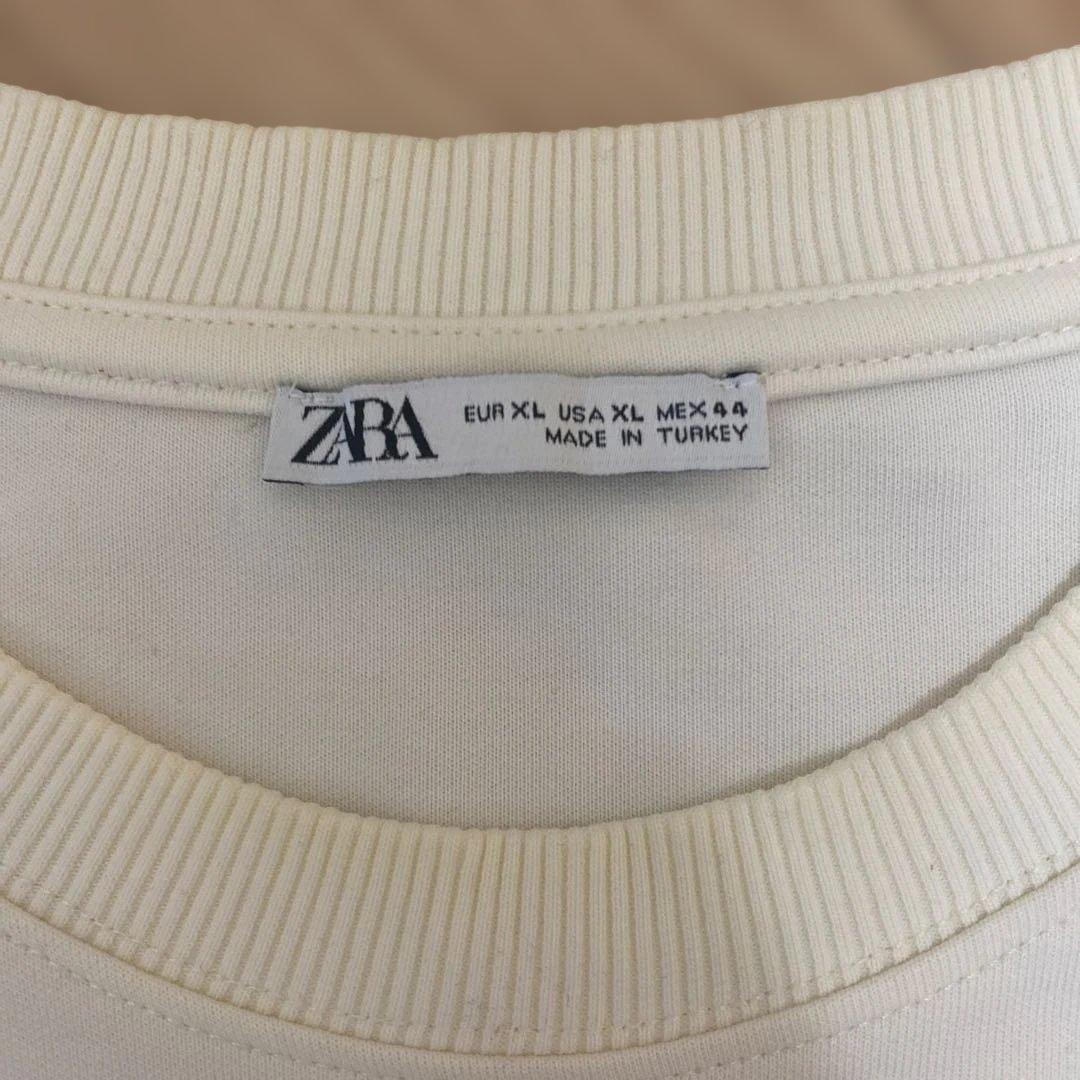 ZARA
EUR XL USA XL MEX 44
MADE IN TURKEY